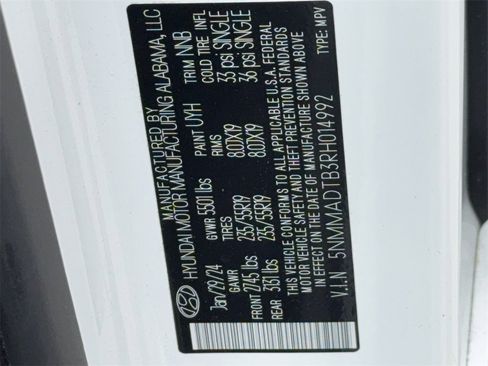 MANUFACTURED BY
HYUNDAI MOTOR MANUFACTURING ALABAMA, LLC
Jan/29/24 GVWR 5501 lbs PAINT UYH TRIM NNB
GAWR TIRES RIMS COLD TIRE INFL
FRONT 2745 lbs 235/55R19 8.0JX19 33 psi SINGLE
REAR 3131 lbs 235/55R19 8.0JX19 36 psi SINGLE
THIS VEHICLE CONFORMS TO ALL APPLICABLE U.S.A. FEDERAL
MOTOR VEHICLE SAFETY AND THEFT PREVENTION STANDARDS
IN EFFECT ON THE DATE OF MANUFACTURE SHOWN ABOVE
V.I.N 5NMMADTB3RH014992 TYPE: MPV